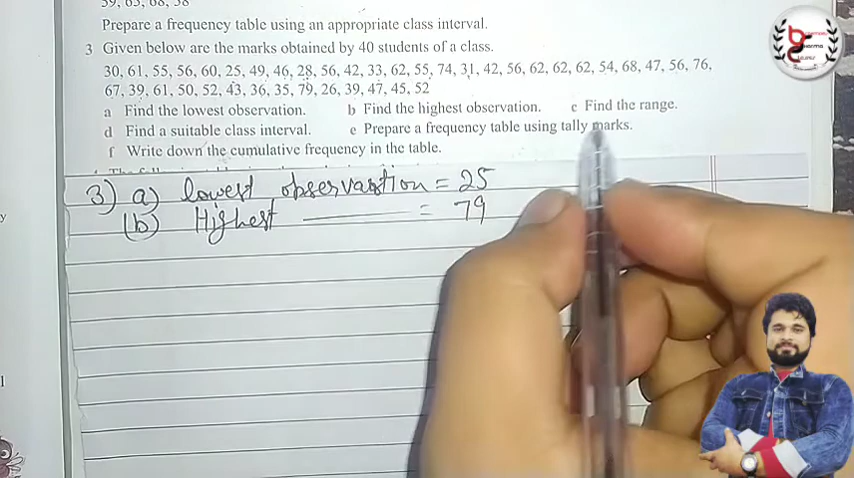 59, 65, 68, 58
Prepare a frequency table using an appropriate class interval.
3 Given below are the marks obtained by 40 students of a class.
30, 61, 55, 56, 60, 25, 49, 46, 28, 56, 42, 33, 62, 55, 74, 31, 42, 56, 62, 62, 62, 54, 68, 47, 56, 76,
67, 39, 61, 50, 52, 43, 36, 35, 79, 26, 39, 47, 45, 52
a Find the lowest observation. b Find the highest observation. c Find the range.
d Find a suitable class interval. e Prepare a frequency table using tally marks.
f Write down the cumulative frequency in the table.
3) a) lowest observation = 25
(b) Highest ——— = 79